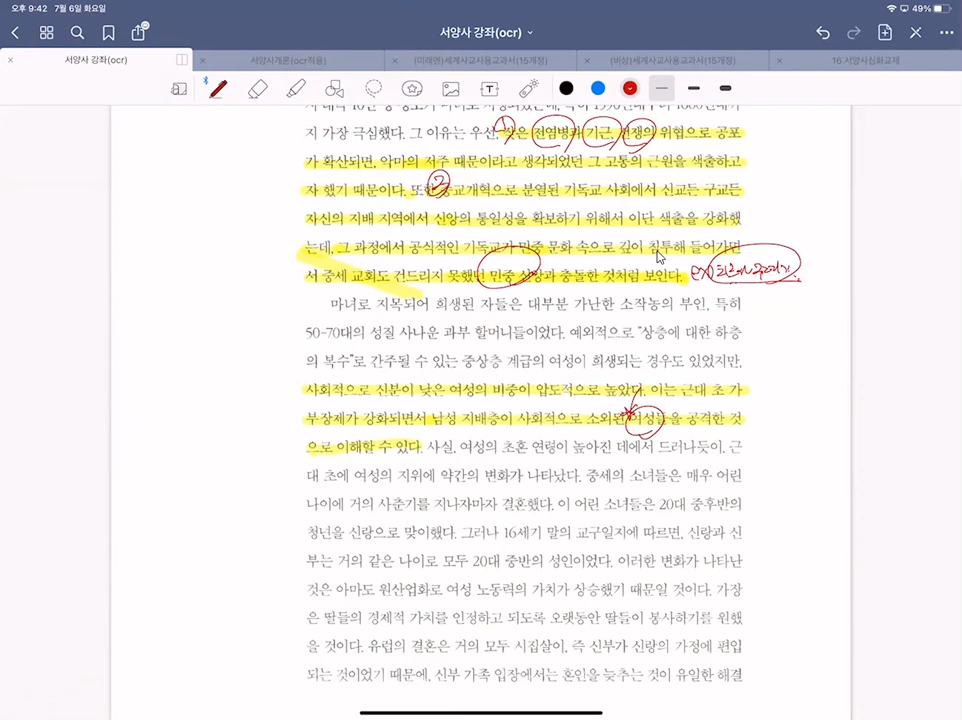 오후 9:42 7월 6일 화요일
49%
서양사 강좌(ocr)
서양사 강좌(ocr)
서양사개론(ocr적용)
(미래엔)세계사교사용교과서(15개정)
(비상)세계사교사용교과서(15개정)
16.서양사심화교재
지 가장 극심했다. 그 이유는 우선, 잦은 전염병과 기근, 전쟁의 위협으로 공포
가 확산되면, 악마의 저주 때문이라고 생각되었던 그 고통의 근원을 색출하고
자 했기 때문이다. 또한 종교개혁으로 분열된 기독교 사회에서 신교든 구교든
자신의 지배 지역에서 신앙의 통일성을 확보하기 위해서 이단 색출을 강화했
는데, 그 과정에서 공식적인 기독교가 민중 문화 속으로 깊이 침투해 들어가면
서 중세 교회도 건드리지 못했던 민중 신앙과 충돌한 것처럼 보인다.
마녀로 지목되어 희생된 자들은 대부분 가난한 소작농의 부인, 특히
50-70대의 성질 사나운 과부 할머니들이었다. 예외적으로 "상층에 대한 하층
의 복수"로 간주될 수 있는 중상층 계급의 여성이 희생되는 경우도 있었지만,
사회적으로 신분이 낮은 여성의 비중이 압도적으로 높았다. 이는 근대 초 가
부장제가 강화되면서 남성 지배층이 사회적으로 소외된 여성들을 공격한 것
으로 이해할 수 있다. 사실, 여성의 초혼 연령이 높아진 데에서 드러나듯이, 근
대 초에 여성의 지위에 약간의 변화가 나타났다. 중세의 소녀들은 매우 어린
나이에 거의 사춘기를 지나자마자 결혼했다. 이 어린 소녀들은 20대 중후반의
청년을 신랑으로 맞이했다. 그러나 16세기 말의 교구일지에 따르면, 신랑과 신
부는 거의 같은 나이로 모두 20대 중반의 성인이었다. 이러한 변화가 나타난
것은 아마도 원산업화로 여성 노동력의 가치가 상승했기 때문일 것이다. 가장
은 딸들의 경제적 가치를 인정하고 되도록 오랫동안 딸들이 봉사하기를 원했
을 것이다. 유럽의 결혼은 거의 모두 시집살이, 즉 신부가 신랑의 가정에 편입
되는 것이었기 때문에, 신부 가족 입장에서는 혼인을 늦추는 것이 유일한 해결